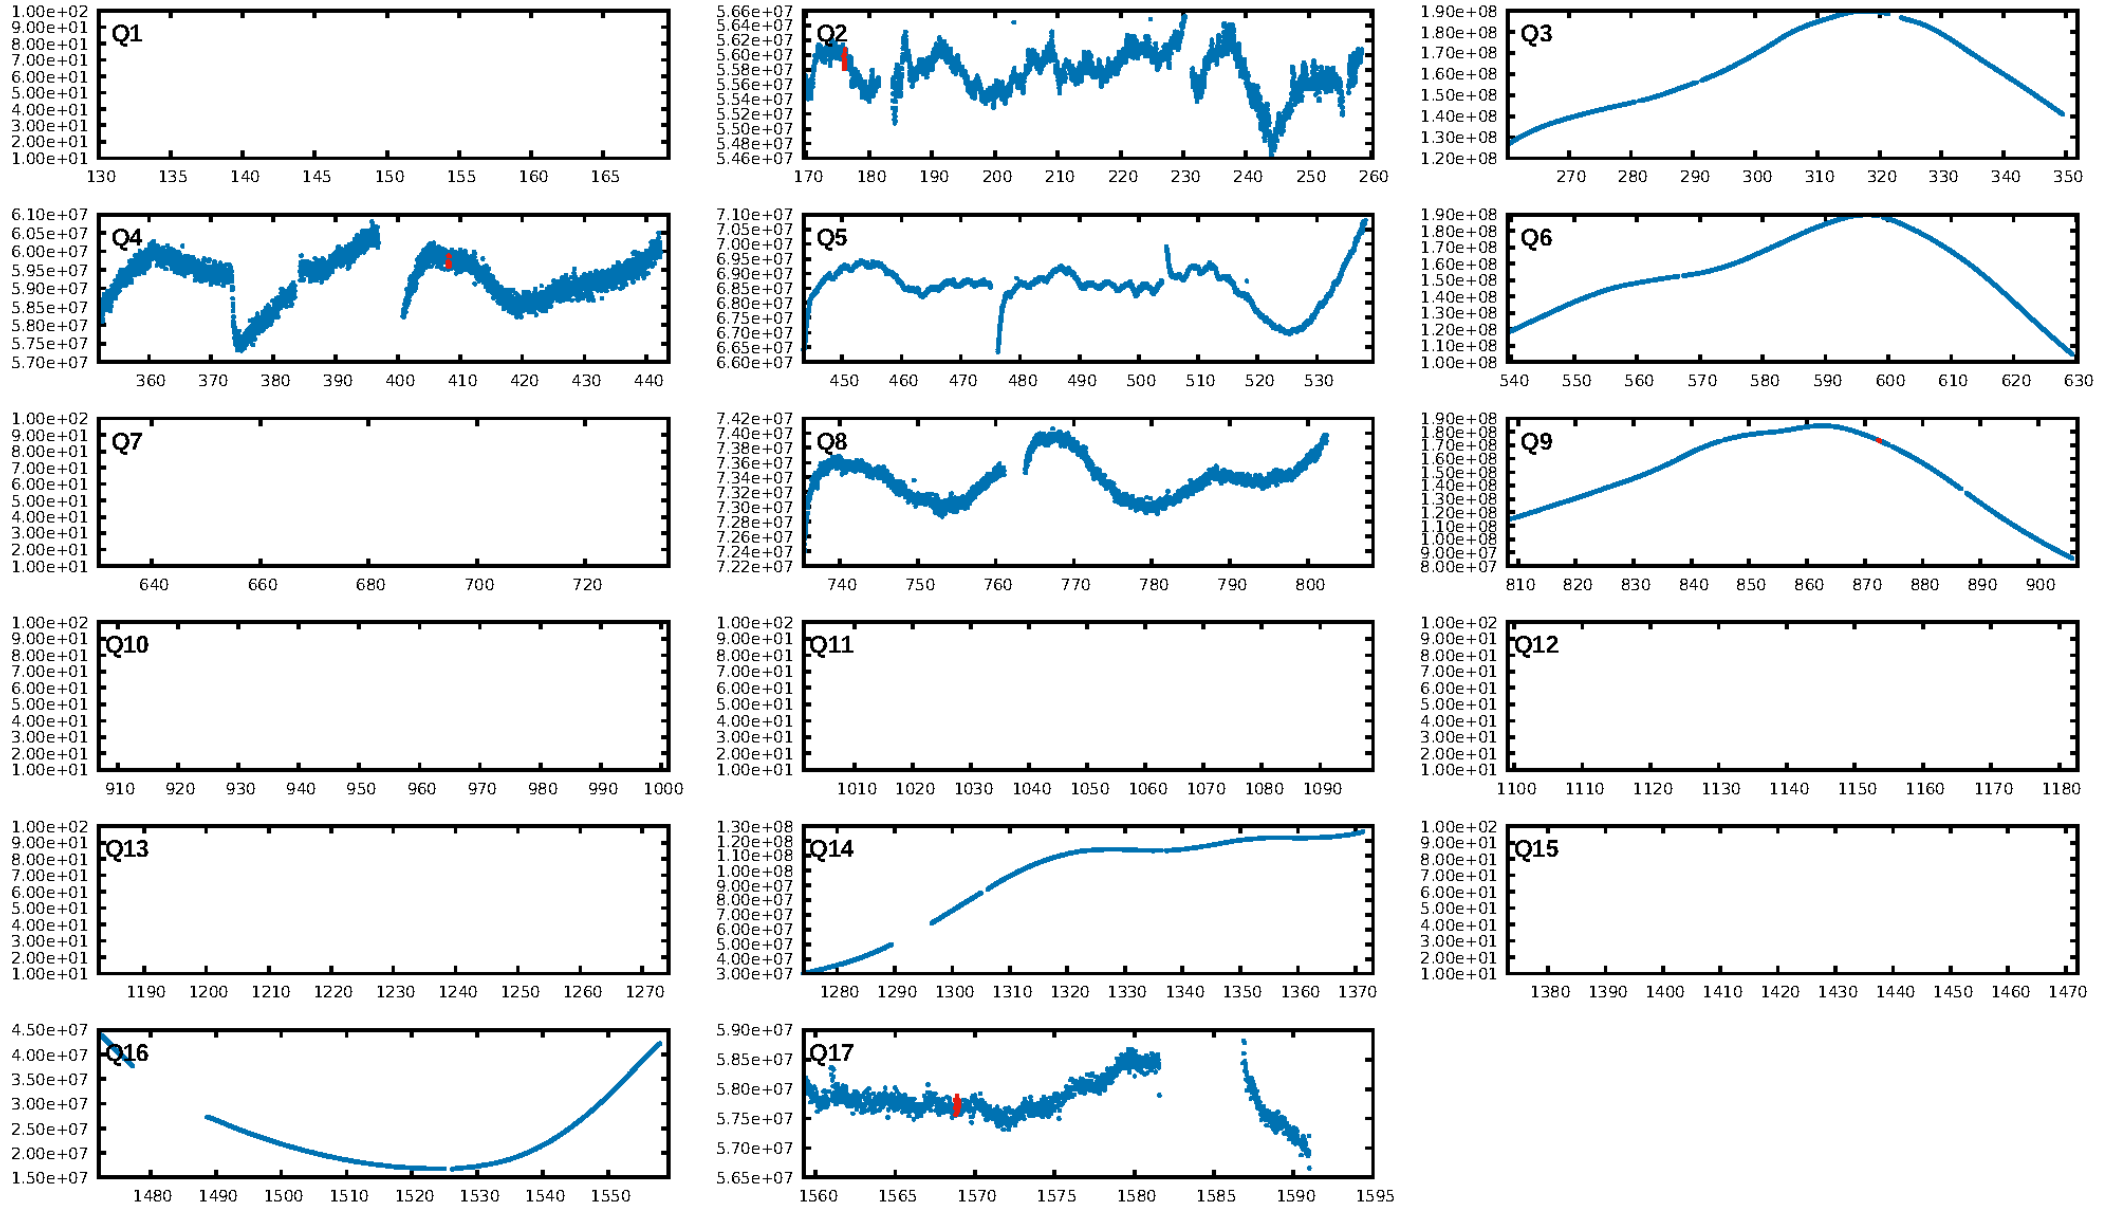 Q1
1.00e+02
9.00e+01
8.00e+01
7.00e+01
6.00e+01
5.00e+01
4.00e+01
3.00e+01
2.00e+01
1.00e+01
130 135 140 145 150 155 160 165
Q2
5.66e+07
5.64e+07
5.62e+07
5.60e+07
5.58e+07
5.56e+07
5.54e+07
5.52e+07
5.50e+07
5.48e+07
5.46e+07
170 180 190 200 210 220 230 240 250 260
Q3
1.90e+08
1.80e+08
1.70e+08
1.60e+08
1.50e+08
1.40e+08
1.30e+08
1.20e+08
270 280 290 300 310 320 330 340 350
Q4
6.10e+07
6.05e+07
6.00e+07
5.95e+07
5.90e+07
5.85e+07
5.80e+07
5.75e+07
5.70e+07
360 370 380 390 400 410 420 430 440
Q5
7.10e+07
7.05e+07
7.00e+07
6.95e+07
6.90e+07
6.85e+07
6.80e+07
6.75e+07
6.70e+07
6.65e+07
6.60e+07
450 460 470 480 490 500 510 520 530
Q6
1.90e+08
1.80e+08
1.70e+08
1.60e+08
1.50e+08
1.40e+08
1.30e+08
1.20e+08
1.10e+08
1.00e+08
540 550 560 570 580 590 600 610 620 630
Q7
1.00e+02
9.00e+01
8.00e+01
7.00e+01
6.00e+01
5.00e+01
4.00e+01
3.00e+01
2.00e+01
1.00e+01
640 660 680 700 720
Q8
7.42e+07
7.40e+07
7.38e+07
7.36e+07
7.34e+07
7.32e+07
7.30e+07
7.28e+07
7.26e+07
7.24e+07
7.22e+07
740 750 760 770 780 790 800
Q9
1.90e+08
1.80e+08
1.70e+08
1.60e+08
1.50e+08
1.40e+08
1.30e+08
1.20e+08
1.10e+08
1.00e+08
9.00e+07
8.00e+07
810 820 830 840 850 860 870 880 890 900
Q10
1.00e+02
9.00e+01
8.00e+01
7.00e+01
6.00e+01
5.00e+01
4.00e+01
3.00e+01
2.00e+01
1.00e+01
910 920 930 940 950 960 970 980 990 1000
Q11
1.00e+02
9.00e+01
8.00e+01
7.00e+01
6.00e+01
5.00e+01
4.00e+01
3.00e+01
2.00e+01
1.00e+01
1010 1020 1030 1040 1050 1060 1070 1080 1090
Q12
1.00e+02
9.00e+01
8.00e+01
7.00e+01
6.00e+01
5.00e+01
4.00e+01
3.00e+01
2.00e+01
1.00e+01
1100 1110 1120 1130 1140 1150 1160 1170 1180
Q13
1.00e+02
9.00e+01
8.00e+01
7.00e+01
6.00e+01
5.00e+01
4.00e+01
3.00e+01
2.00e+01
1.00e+01
1190 1200 1210 1220 1230 1240 1250 1260 1270
Q14
1.30e+08
1.20e+08
1.10e+08
1.00e+08
9.00e+07
8.00e+07
7.00e+07
6.00e+07
5.00e+07
4.00e+07
3.00e+07
1280 1290 1300 1310 1320 1330 1340 1350 1360 1370
Q15
1.00e+02
9.00e+01
8.00e+01
7.00e+01
6.00e+01
5.00e+01
4.00e+01
3.00e+01
2.00e+01
1.00e+01
1380 1390 1400 1410 1420 1430 1440 1450 1460 1470
Q16
4.50e+07
4.00e+07
3.50e+07
3.00e+07
2.50e+07
2.00e+07
1.50e+07
1480 1490 1500 1510 1520 1530 1540 1550
Q17
5.90e+07
5.85e+07
5.80e+07
5.75e+07
5.70e+07
5.65e+07
1560 1565 1570 1575 1580 1585 1590 1595